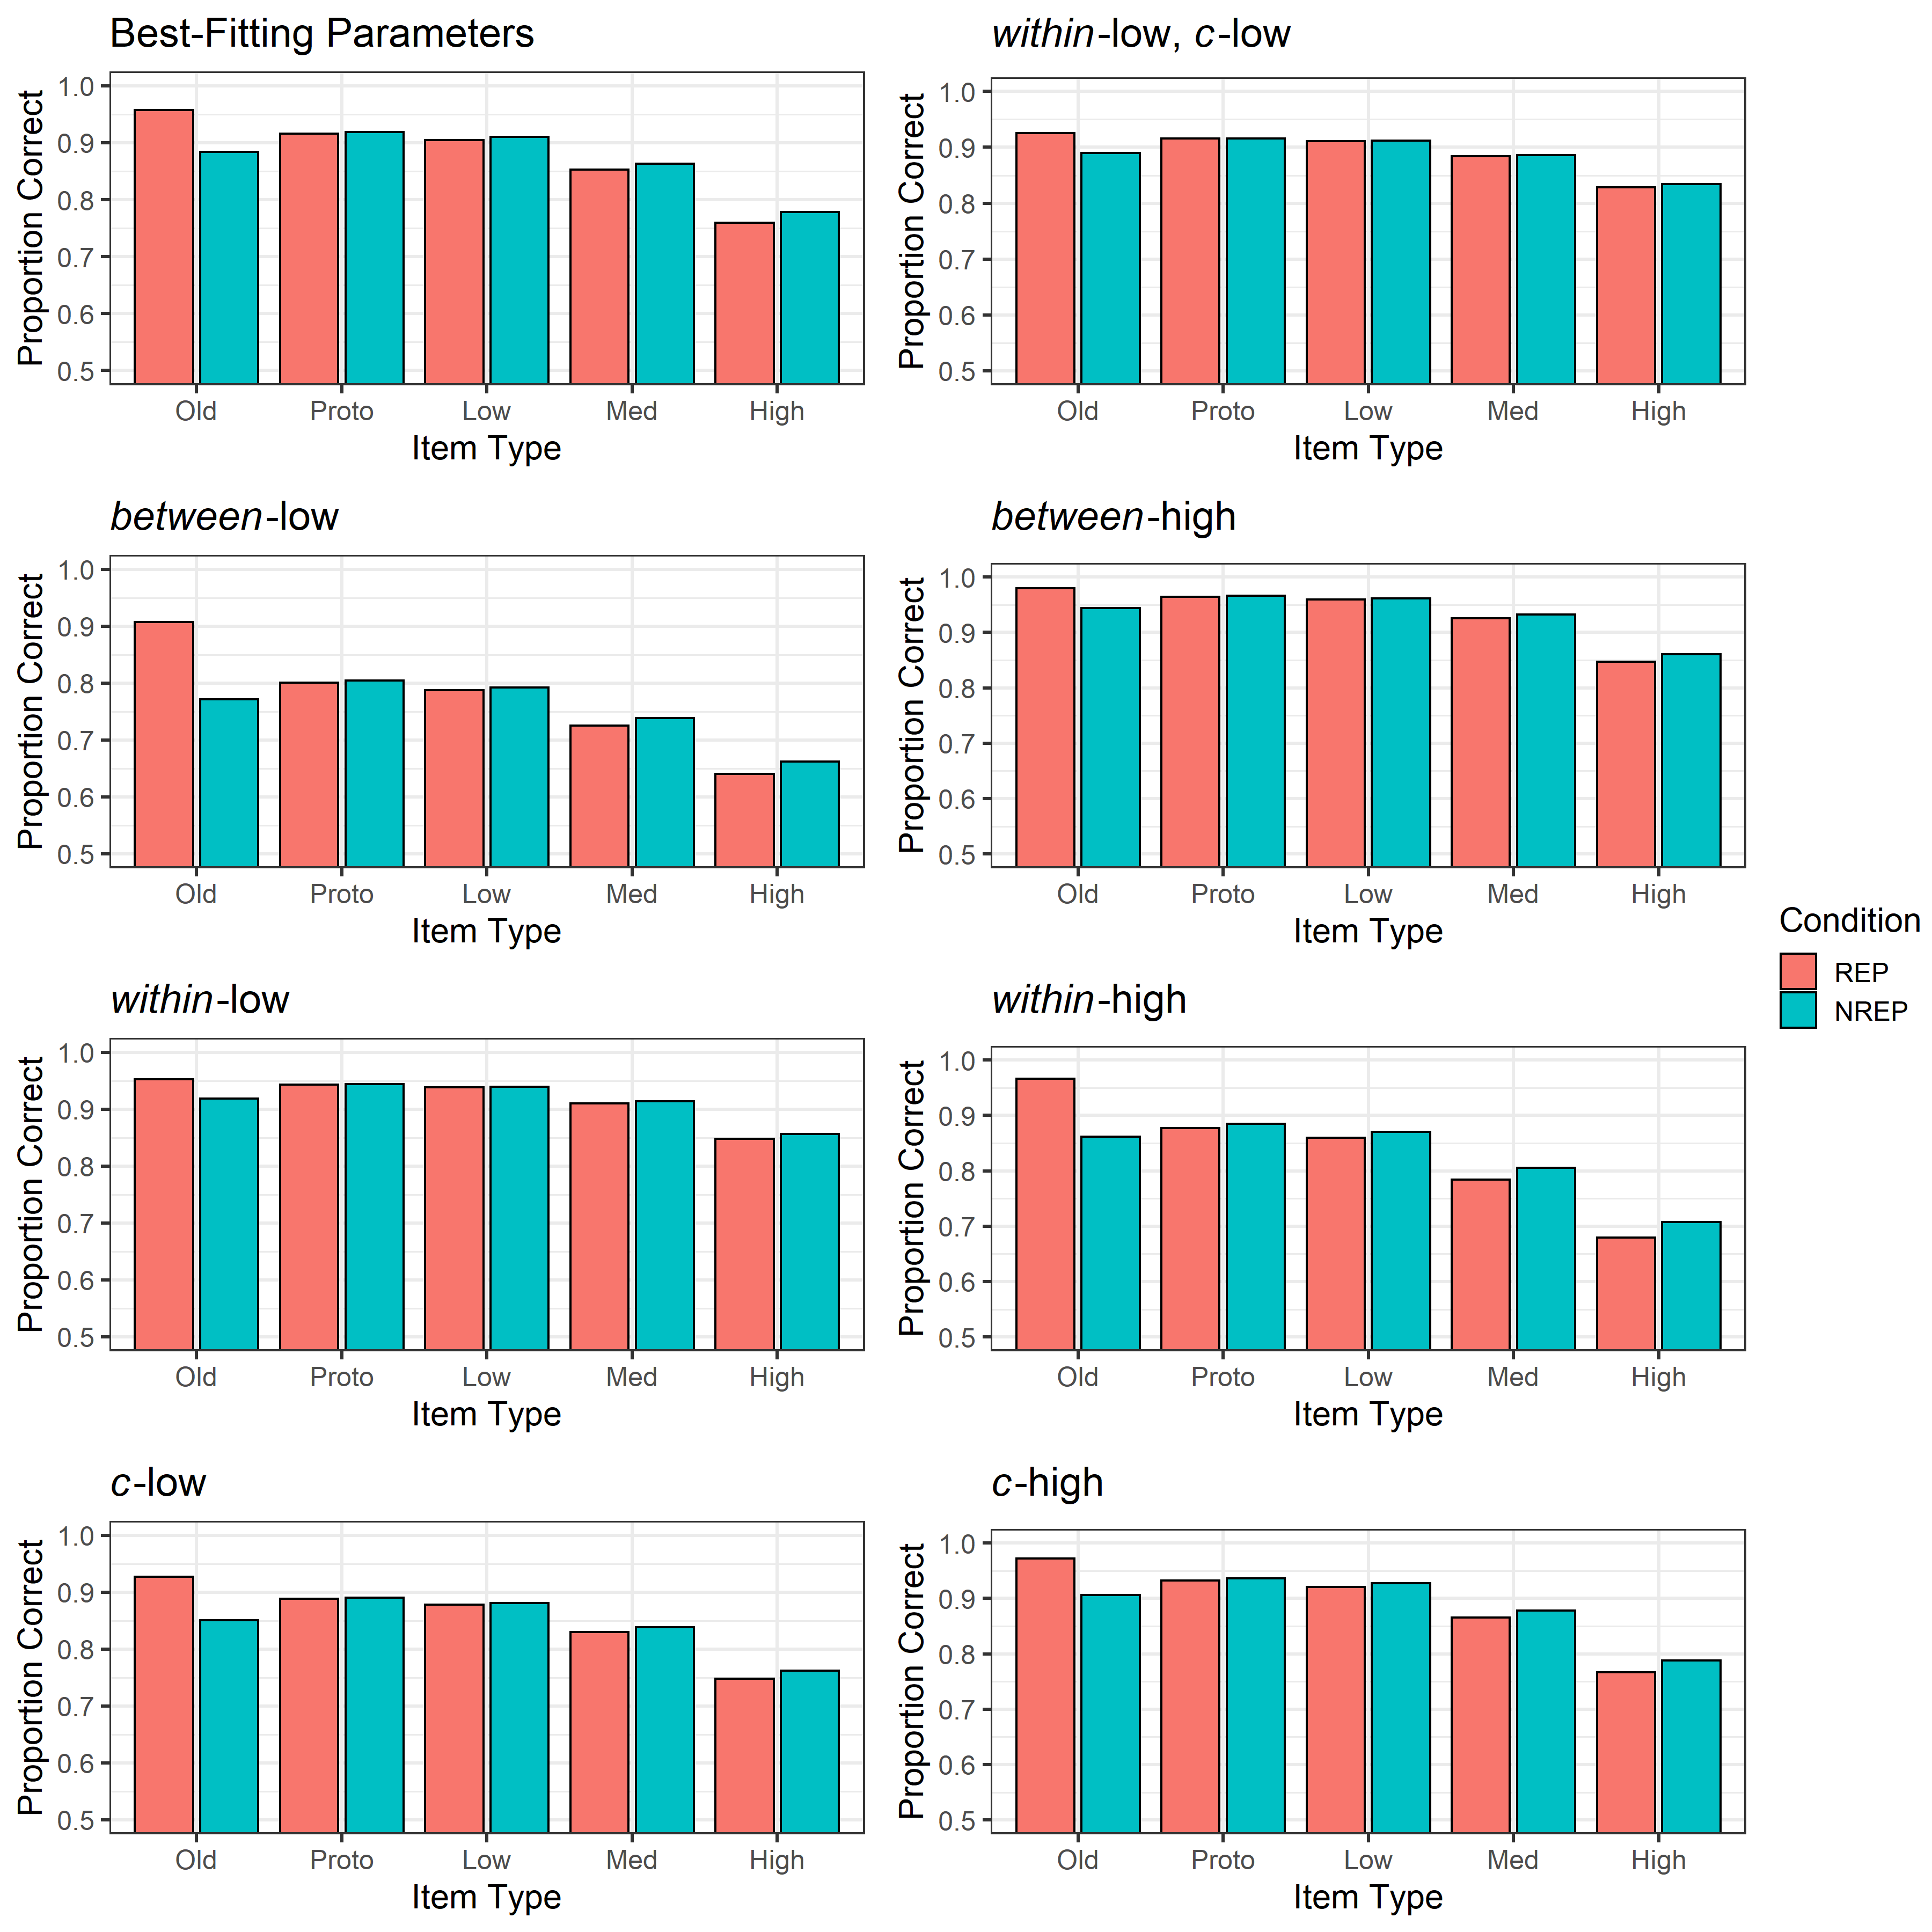 Best-Fitting Parameters
Proportion Correct
1.0
0.9
0.8
0.7
0.6
0.5
Old Proto Low Med High
Item Type
within-low, c-low
Proportion Correct
1.0
0.9
0.8
0.7
0.6
0.5
Old Proto Low Med High
Item Type
between-low
Proportion Correct
1.0
0.9
0.8
0.7
0.6
0.5
Old Proto Low Med High
Item Type
between-high
Proportion Correct
1.0
0.9
0.8
0.7
0.6
0.5
Old Proto Low Med High
Item Type
within-low
Proportion Correct
1.0
0.9
0.8
0.7
0.6
0.5
Old Proto Low Med High
Item Type
within-high
Proportion Correct
1.0
0.9
0.8
0.7
0.6
0.5
Old Proto Low Med High
Item Type
c-low
Proportion Correct
1.0
0.9
0.8
0.7
0.6
0.5
Old Proto Low Med High
Item Type
c-high
Proportion Correct
1.0
0.9
0.8
0.7
0.6
0.5
Old Proto Low Med High
Item Type
Condition
REP
NREP